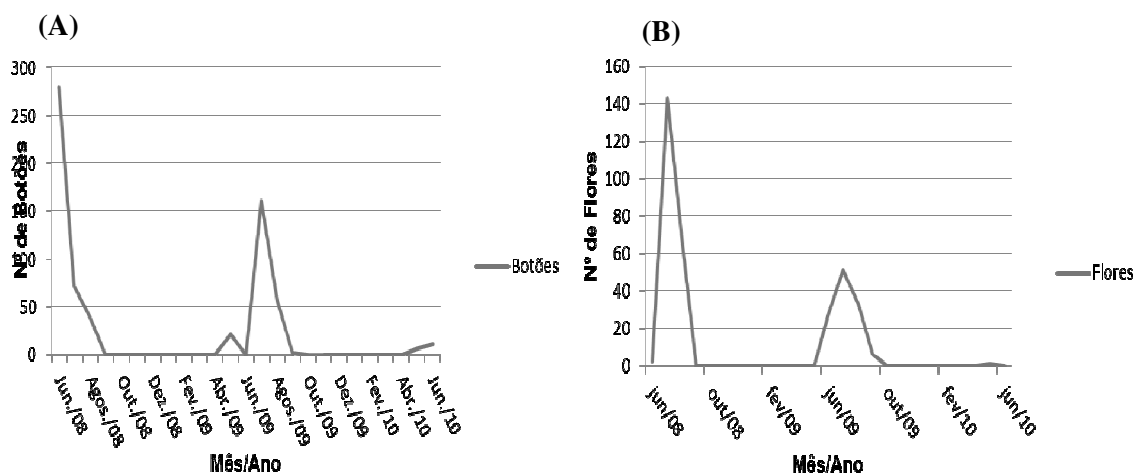 (A)
300
250
200
150
100
50
0
Nº de Botões
Jun./08
Agos./08
Out./08
Dez./08
Fev./09
Abr./09
Jun./09
Agos./09
Out./09
Dez./09
Fev./10
Abr./10
Jun./10
Mês/Ano
Botões
(B)
160
140
120
100
80
60
40
20
0
Nº de Flores
jun/08
out/08
fev/09
jun/09
out/09
fev/10
jun/10
Mês/Ano
Flores